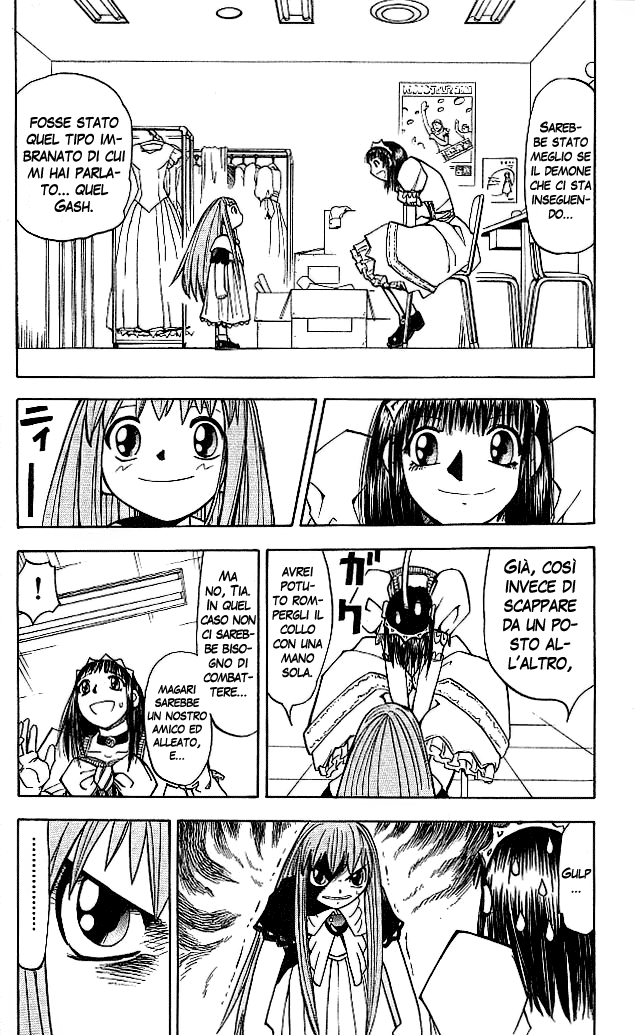 SAREB-
BE STATO
MEGLIO SE
IL DEMONE
CHE CI STA
INSEGUEN-
DO...
FOSSE STATO
QUEL TIPO IM-
BRANATO DI CUI
MI HAI PARLA-
TO... QUEL
GASH.
ニィー
GIÀ, COSÌ
INVECE DI
SCAPPARE
DA UN PO-
STO AL-
L'ALTRO,
ガク
AVREI
POTU-
TO ROM-
PERGLI IL
COLLO
CON UNA
MANO
SOLA.
MA
NO, TIA.
IN QUEL
CASO NON
CI SAREB-
BE BISO-
GNO DI
COMBAT-
TERE...
MAGARI
SAREBBE
UN NOSTRO
AMICO ED
ALLEATO,
E...
!
GULP
...
..........